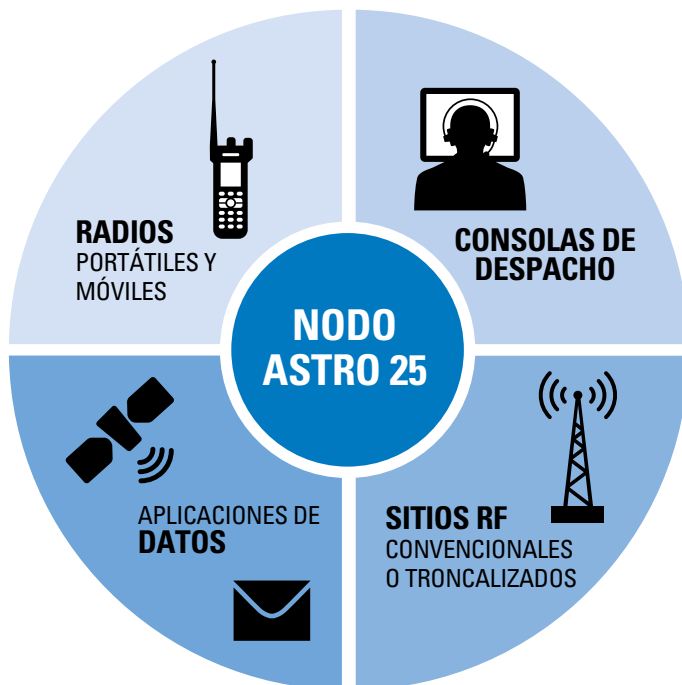 RADIOS
PORTÁTILES Y
MÓVILES
CONSOLAS DE
DESPACHO
NODO
ASTRO 25
APLICACIONES DE
DATOS
SITIOS RF
CONVENCIONALES
O TRONCALIZADOS